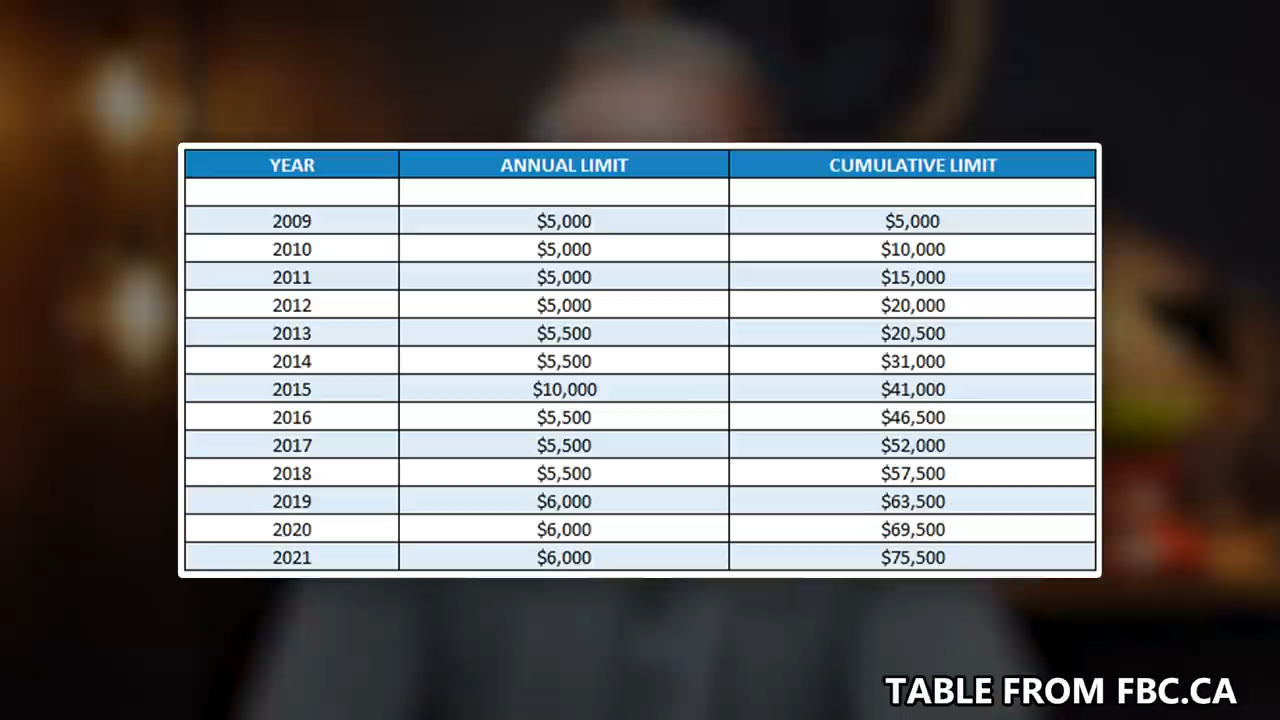 YEAR ANNUAL LIMIT CUMULATIVE LIMIT
2009 $5,000 $5,000
2010 $5,000 $10,000
2011 $5,000 $15,000
2012 $5,000 $20,000
2013 $5,500 $20,500
2014 $5,500 $31,000
2015 $10,000 $41,000
2016 $5,500 $46,500
2017 $5,500 $52,000
2018 $5,500 $57,500
2019 $6,000 $63,500
2020 $6,000 $69,500
2021 $6,000 $75,500
TABLE FROM FBC.CA